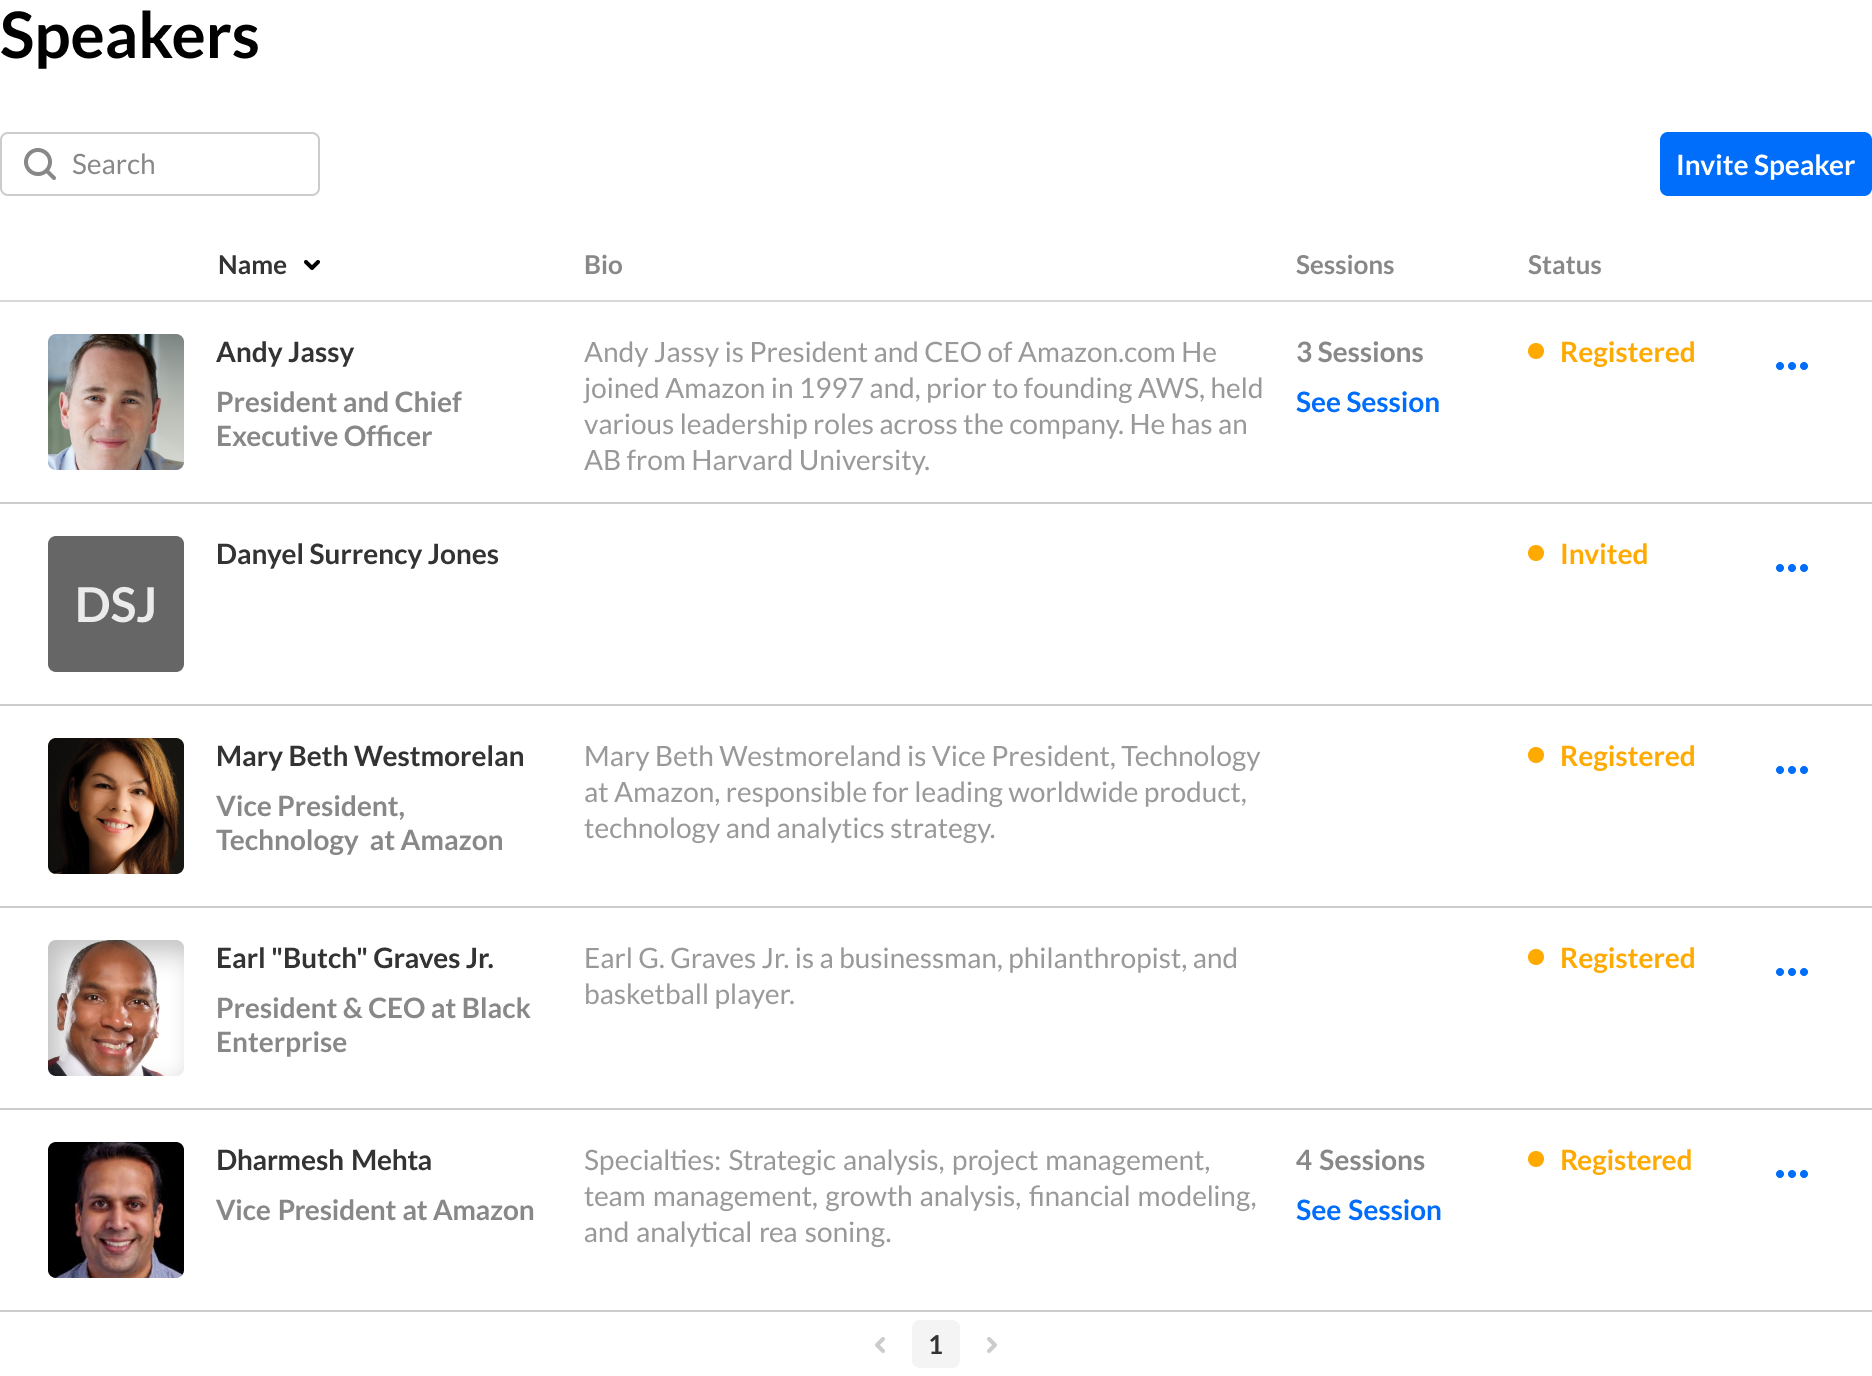 Speakers
Search
Invite Speaker
Name
Bio
Sessions
Status
Andy Jassy
President and Chief
Executive Officer
Andy Jassy is President and CEO of Amazon.com He
joined Amazon in 1997 and, prior to founding AWS, held
various leadership roles across the company. He has an
AB from Harvard University.
3 Sessions
See Session
Registered
DSJ
Danyel Surrency Jones
Invited
Mary Beth Westmorelan
Vice President,
Technology at Amazon
Mary Beth Westmoreland is Vice President, Technology
at Amazon, responsible for leading worldwide product,
technology and analytics strategy.
Registered
Earl "Butch" Graves Jr.
President & CEO at Black
Enterprise
Earl G. Graves Jr. is a businessman, philanthropist, and
basketball player.
Registered
Dharmesh Mehta
Vice President at Amazon
Specialties: Strategic analysis, project management,
team management, growth analysis, financial modeling,
and analytical rea soning.
4 Sessions
See Session
Registered
1